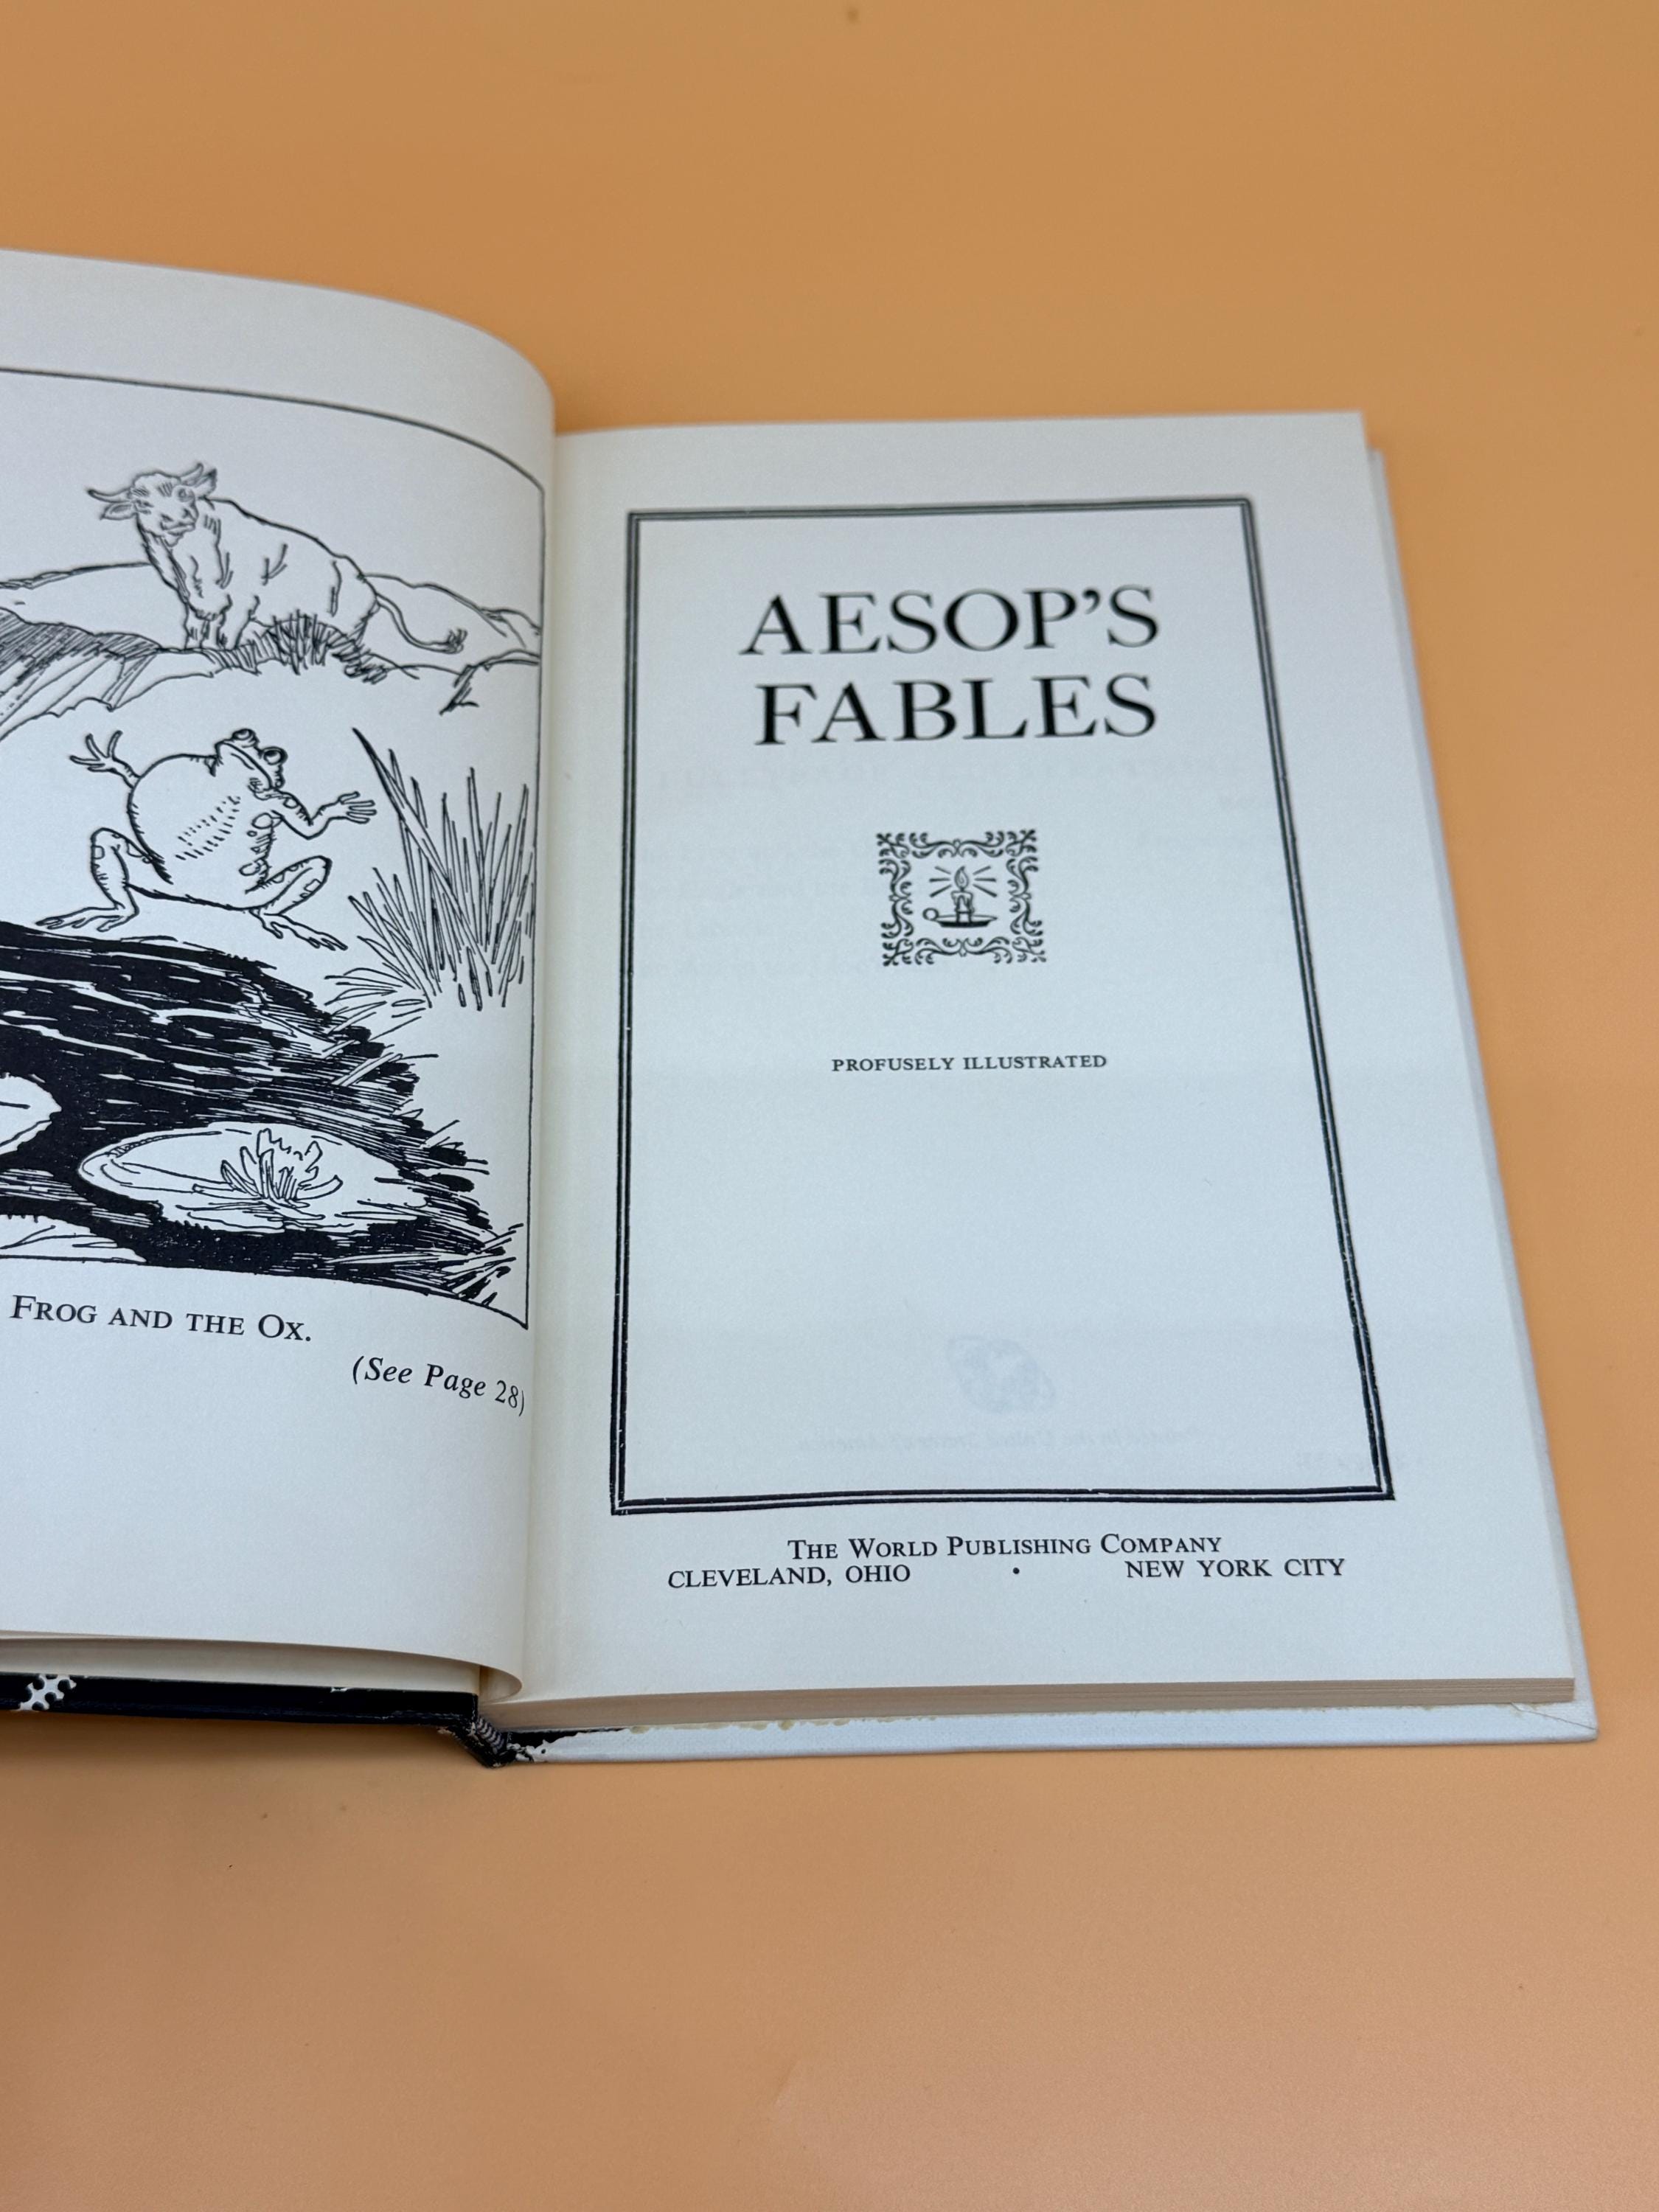 FROG AND THE OX.
(See Page 28)
AESOP'S
FABLES
PROFUSELY ILLUSTRATED
THE WORLD PUBLISHING COMPANY
CLEVELAND, OHIO • NEW YORK CITY